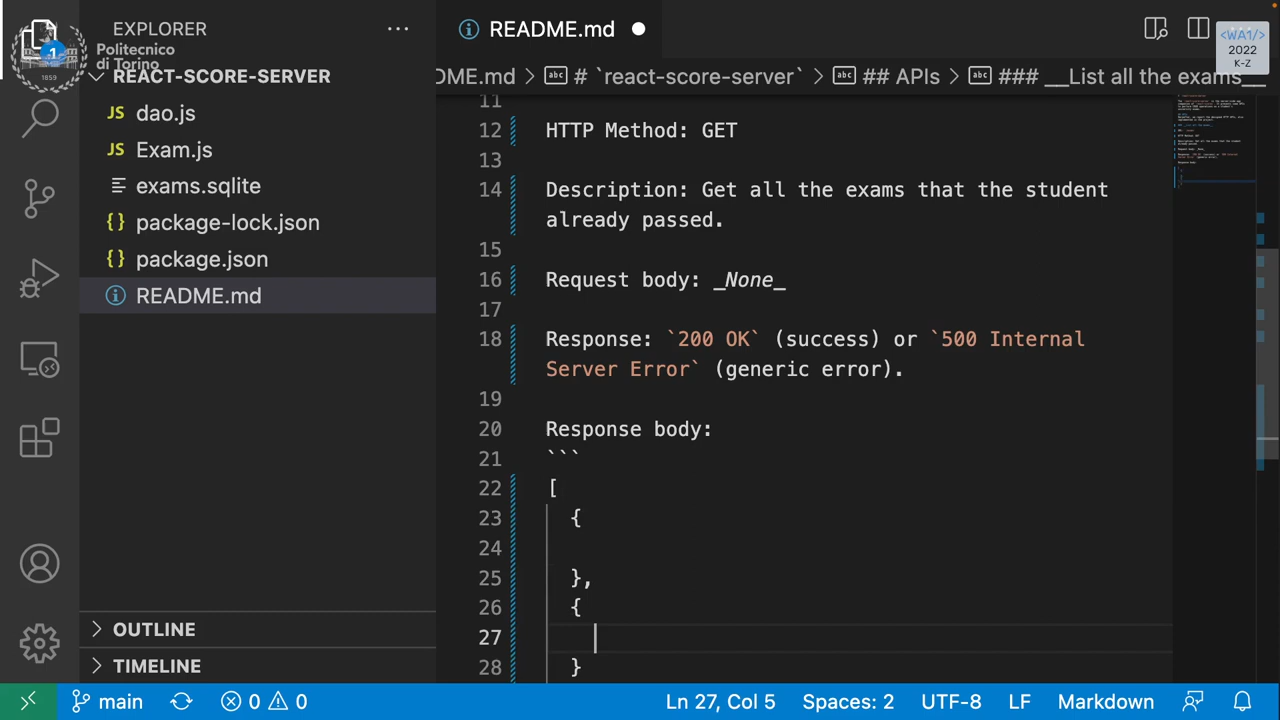 EXPLORER
README.md
<WA1/>
2022
K-Z
1
Politecnico
di Torino
1859
REACT-SCORE-SERVER
DME.md > # `react-score-server` > ## APIs > ### __List all the exams__
JS dao.js
JS Exam.js
exams.sqlite
{} package-lock.json
{} package.json
README.md
OUTLINE
TIMELINE
11
12 HTTP Method: GET
13
14 Description: Get all the exams that the student
already passed.
15
16 Request body: _None_
17
18 Response: `200 OK` (success) or `500 Internal
Server Error` (generic error).
19
20 Response body:
21 ```
22 [
23 {
24
25 },
26 {
27
28 }
main
0
0
Ln 27, Col 5
Spaces: 2
UTF-8
LF
Markdown